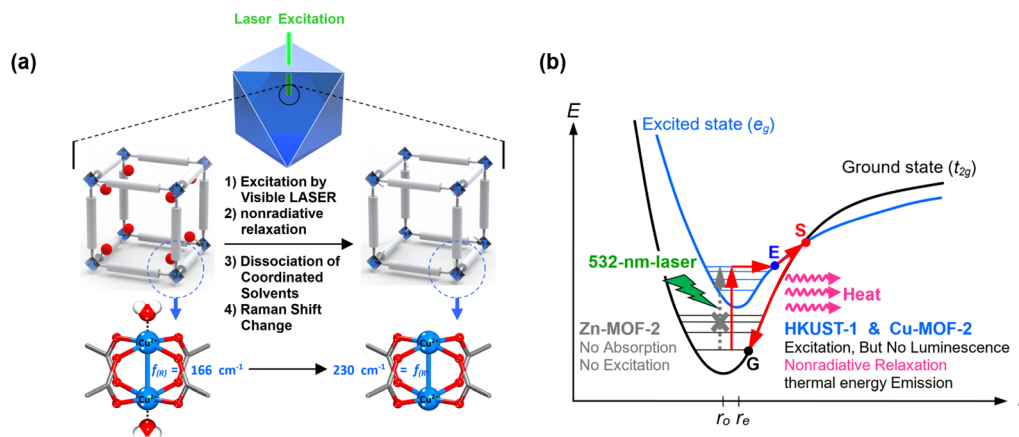 Laser Excitation
(a)
1) Excitation by
Visible LASER
2) nonradiative
relaxation
3) Dissociation of
Coordinated
Solvents
4) Raman Shift
Change
Cu²⁺
f(R) = 166 cm⁻¹
Cu²⁺
Cu²⁺
230 cm⁻¹ = f(R)
Cu²⁺
(b)
E
Excited state (eg)
Ground state (t2g)
S
E
532-nm-laser
Heat
Zn-MOF-2
No Absorption
No Excitation
G
HKUST-1 & Cu-MOF-2
Excitation, But No Luminescence
Nonradiative Relaxation
thermal energy Emission
ro re